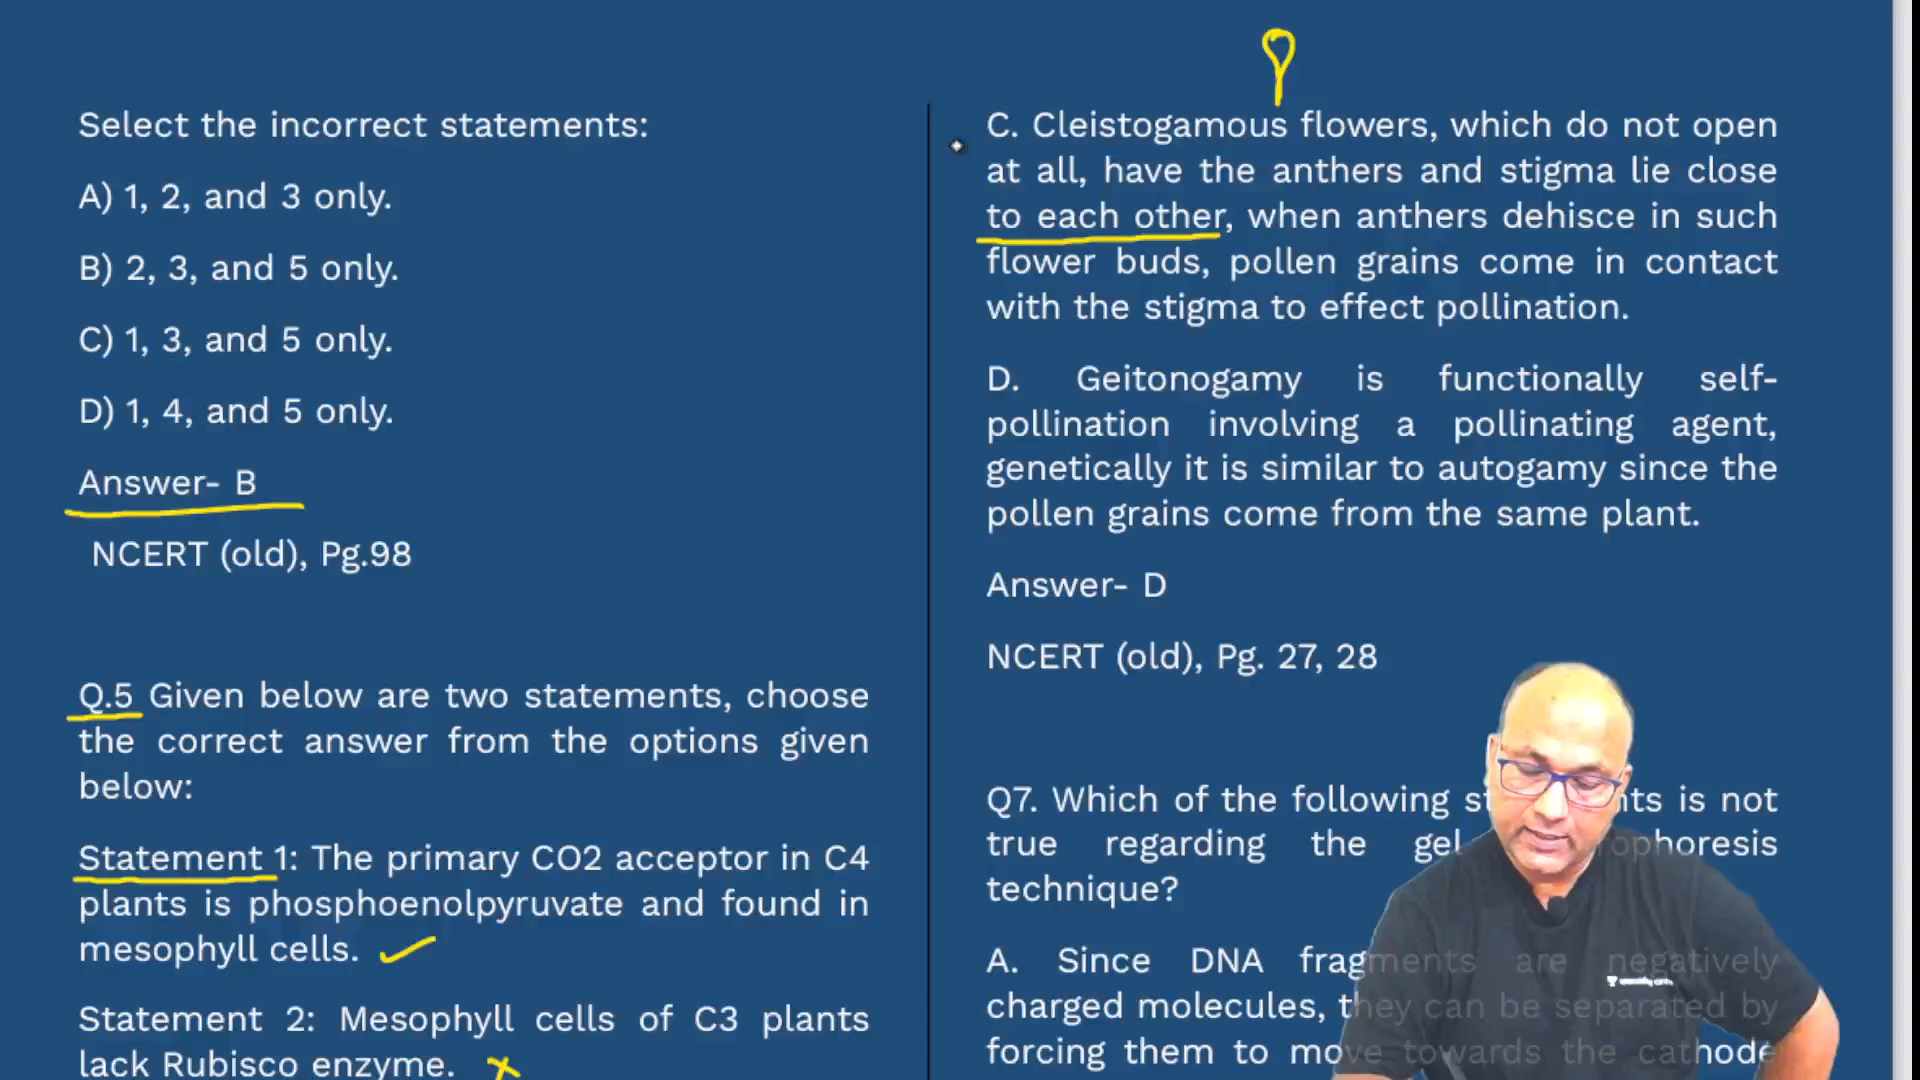 Select the incorrect statements:
A) 1, 2, and 3 only.
B) 2, 3, and 5 only.
C) 1, 3, and 5 only.
D) 1, 4, and 5 only.
Answer- B
NCERT (old), Pg.98
Q.5 Given below are two statements, choose
the correct answer from the options given
below:
Statement 1: The primary CO2 acceptor in C4
plants is phosphoenolpyruvate and found in
mesophyll cells.
Statement 2: Mesophyll cells of C3 plants
lack Rubisco enzyme.
C. Cleistogamous flowers, which do not open
at all, have the anthers and stigma lie close
to each other, when anthers dehisce in such
flower buds, pollen grains come in contact
with the stigma to effect pollination.
D. Geitonogamy is functionally self-
pollination involving a pollinating agent,
genetically it is similar to autogamy since the
pollen grains come from the same plant.
Answer- D
NCERT (old), Pg. 27, 28
Q7. Which of the following is not
true regarding the gel
technique?
A. Since DNA fragments are negatively
charged molecules, they can be separated by
forcing them to move towards the cathode